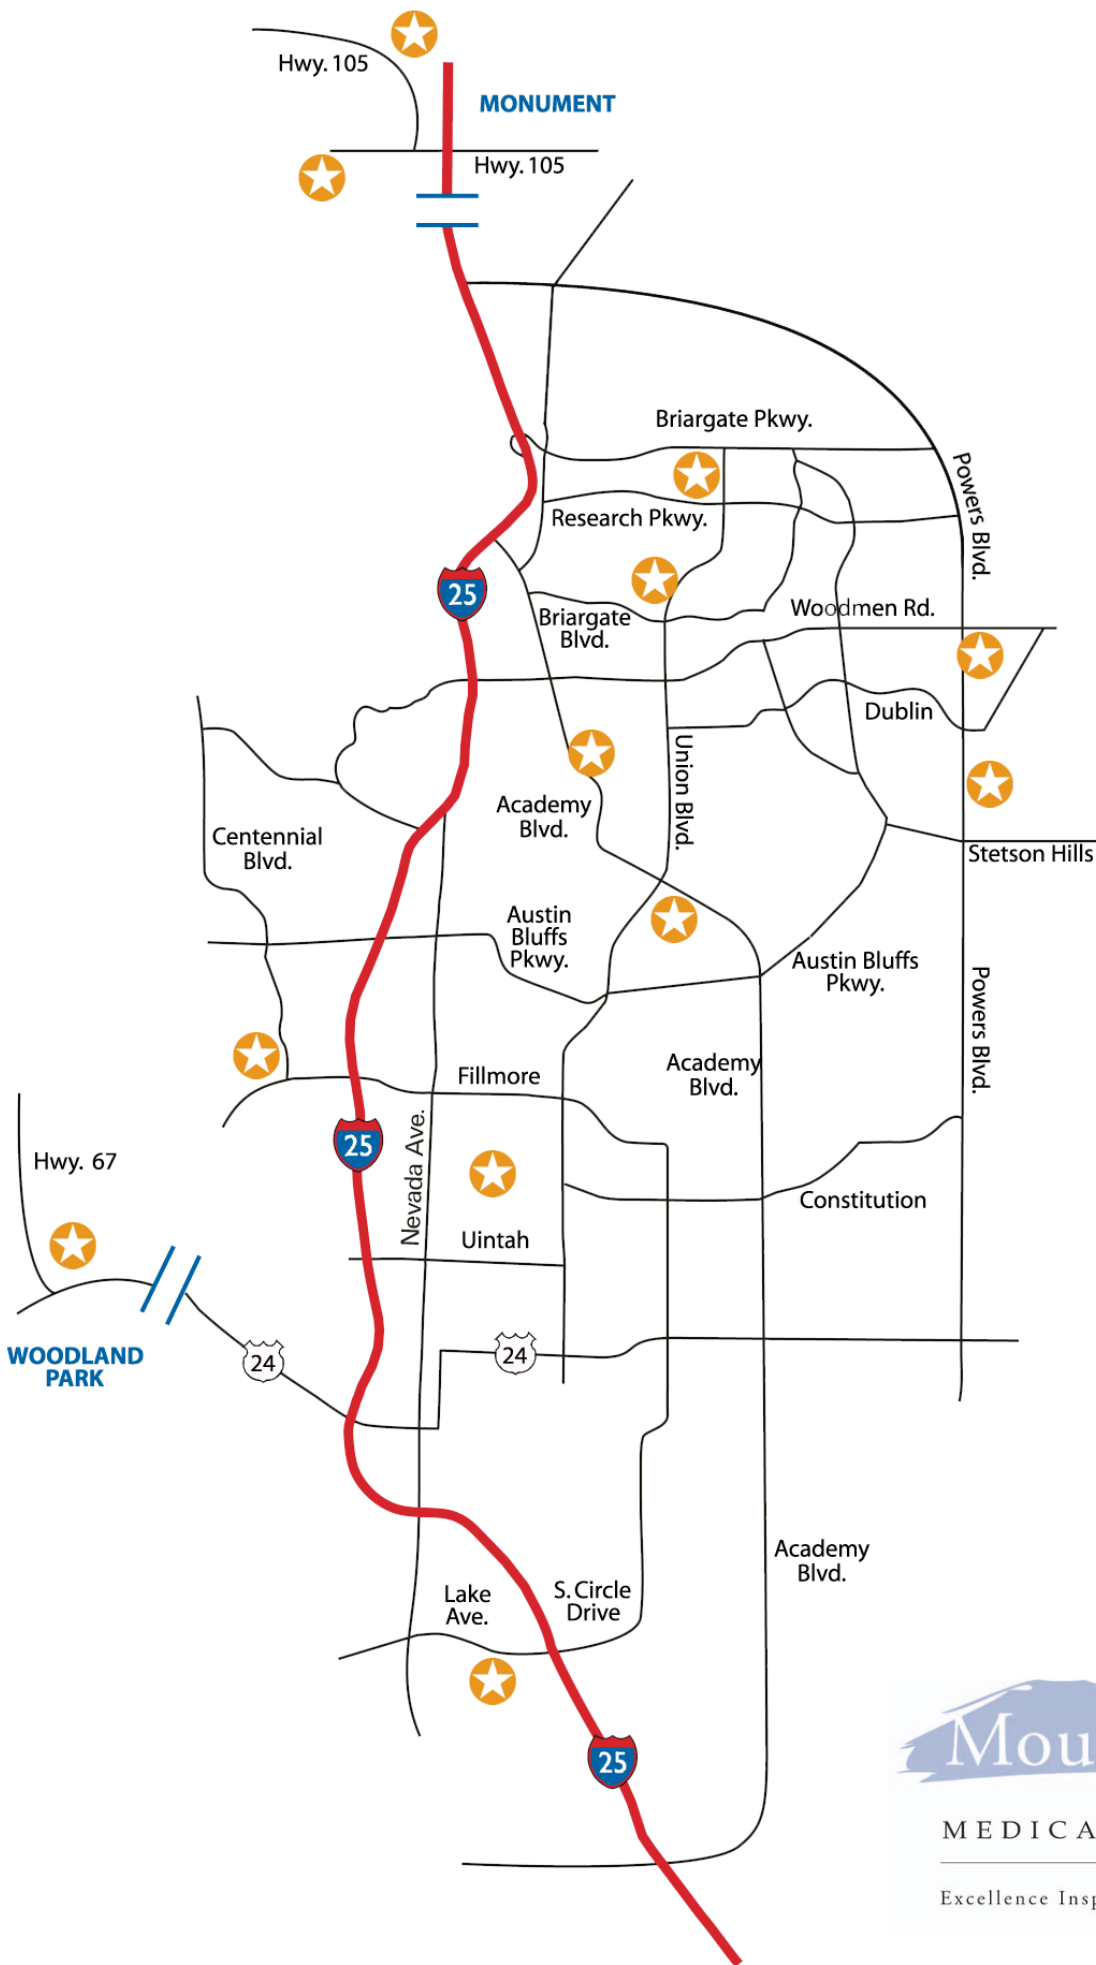 Hwy. 105
MONUMENT
Hwy. 105
Briargate Pkwy.
Powers Blvd.
Research Pkwy.
25
Briargate
Blvd.
Woodmen Rd.
Dublin
Union Blvd.
Academy
Blvd.
Centennial
Blvd.
Stetson Hills
Austin
Bluffs
Pkwy.
Austin Bluffs
Pkwy.
Powers Blvd.
Academy
Blvd.
Fillmore
Nevada Ave.
25
Hwy. 67
Constitution
Uintah
WOODLAND
PARK
24
24
Academy
Blvd.
Lake
Ave.
S. Circle
Drive
25
Mou
MEDICA
Excellence Insp